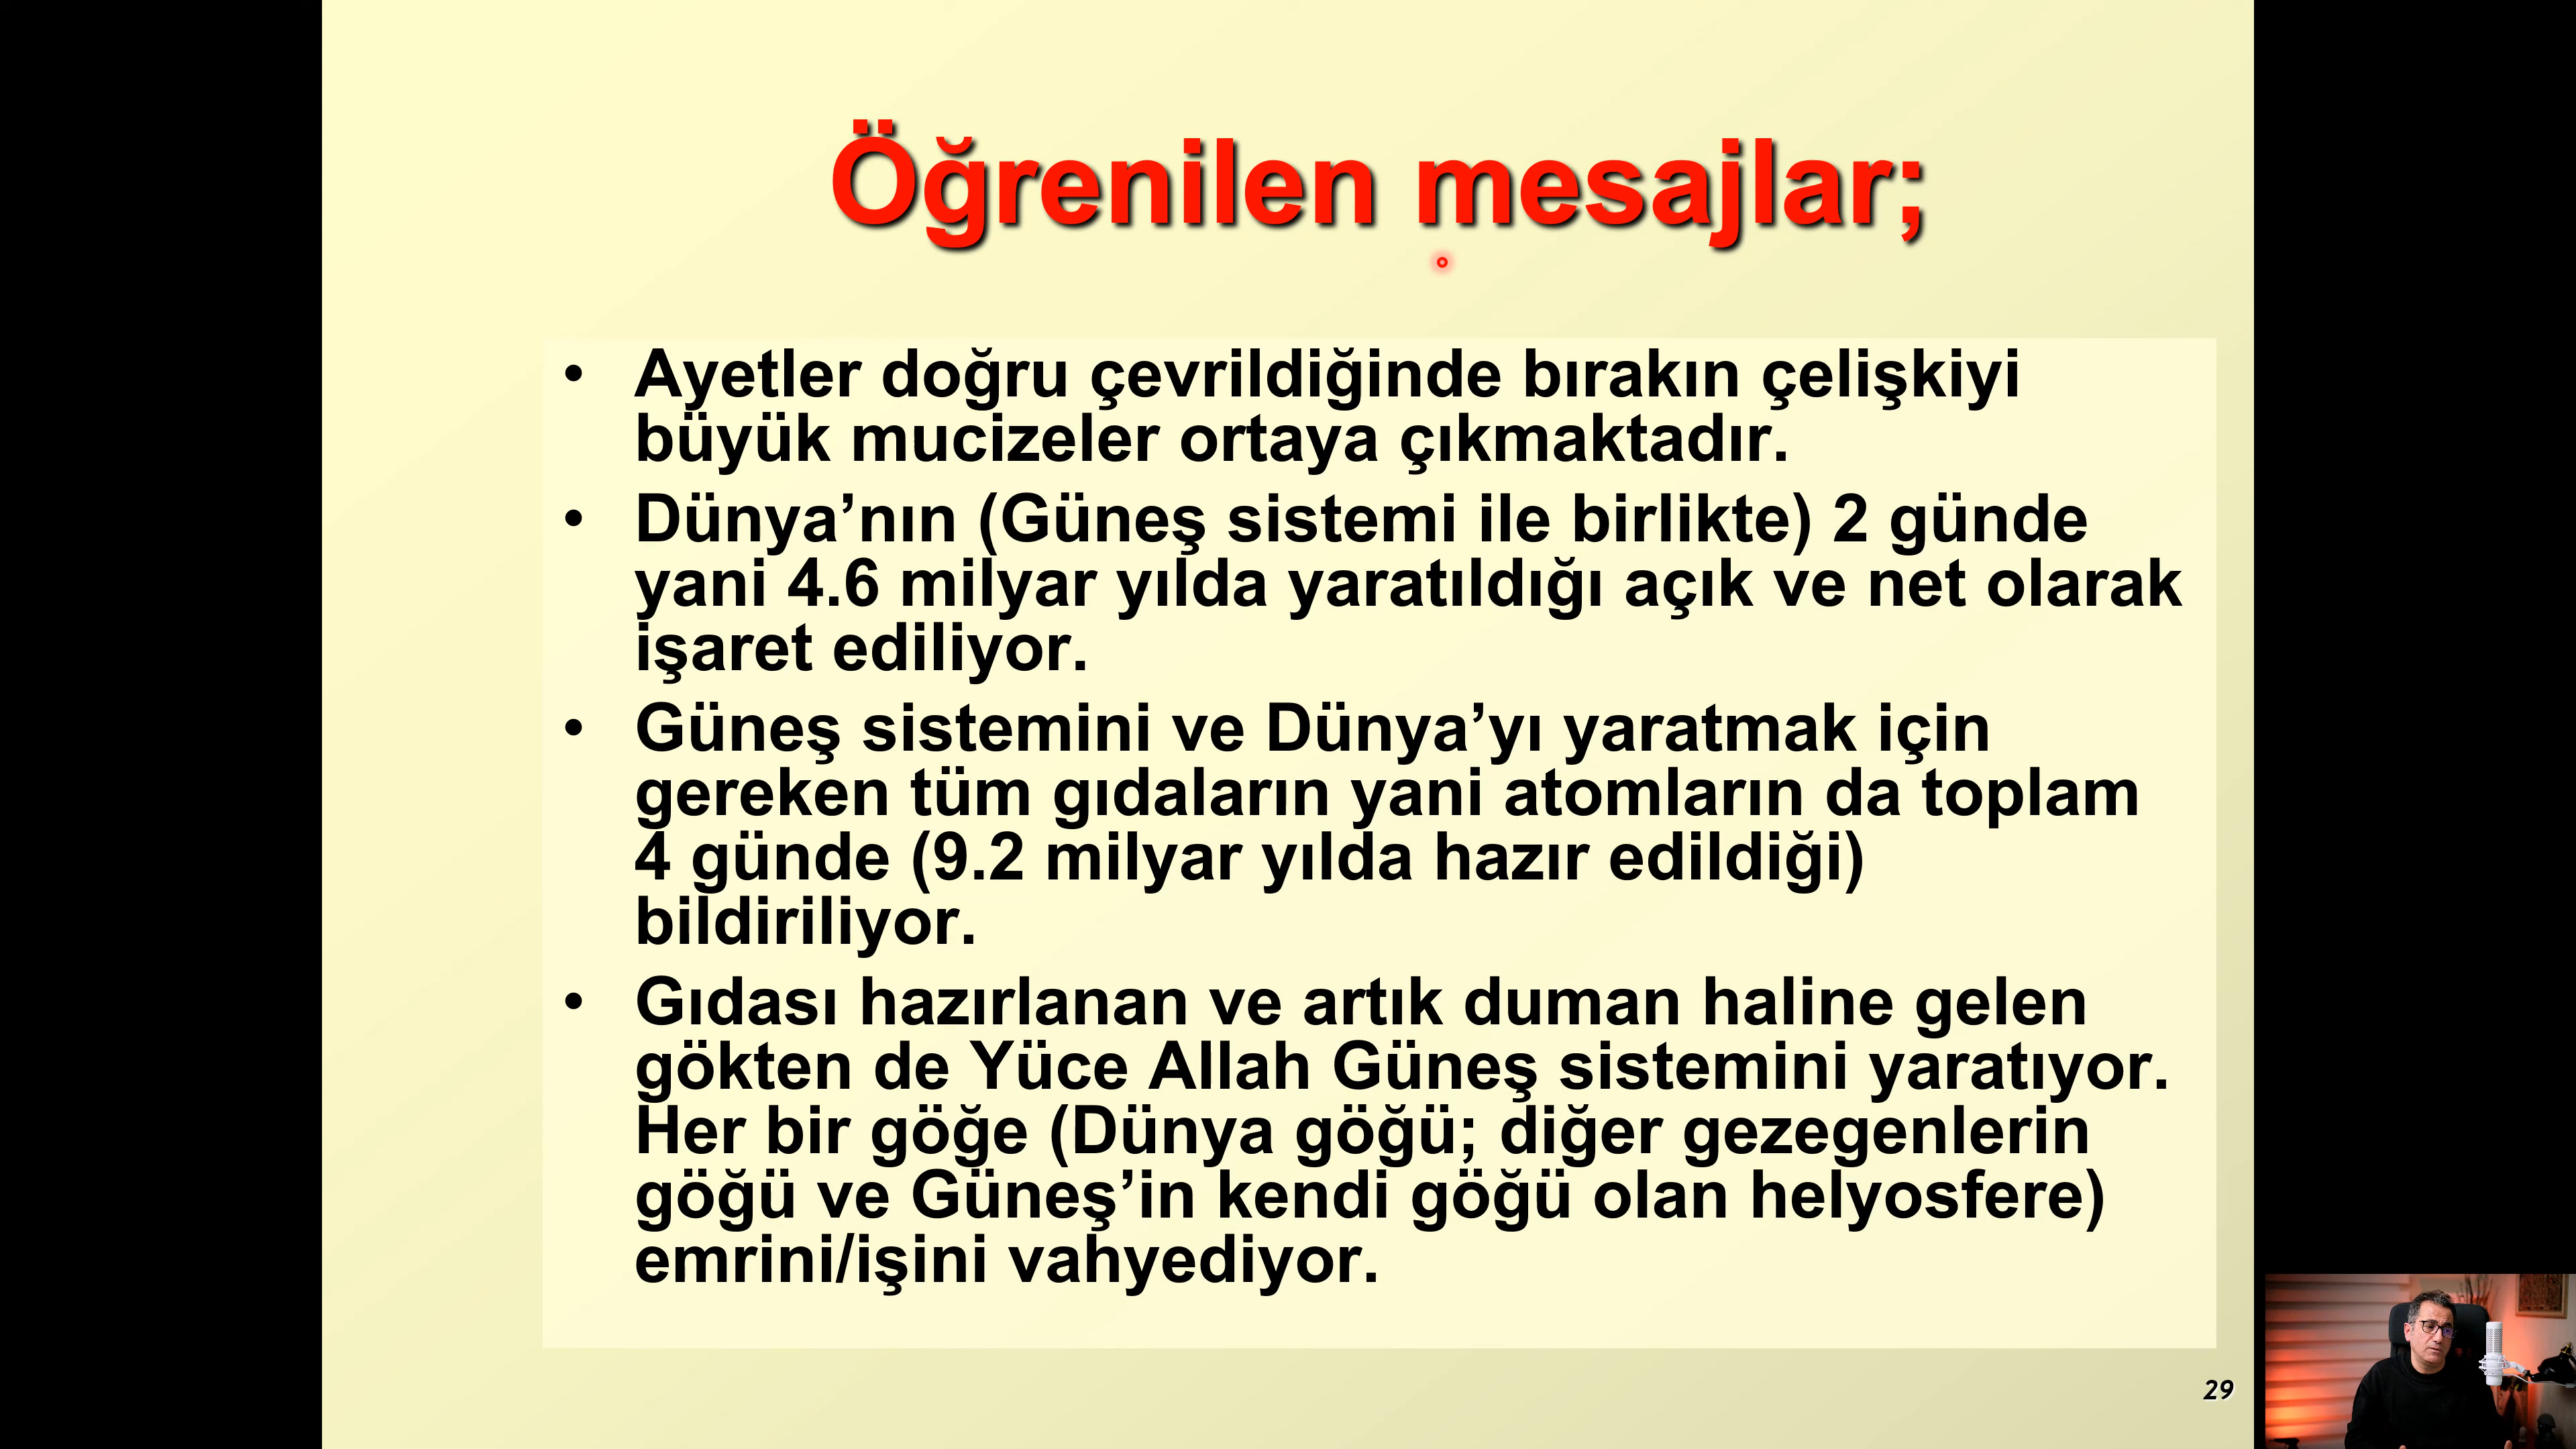 Öğrenilen mesajlar;
• Ayetler doğru çevrildiğinde bırakın çelişkiyi
büyük mucizeler ortaya çıkmaktadır.
• Dünya’nın (Güneş sistemi ile birlikte) 2 günde
yani 4.6 milyar yılda yaratıldığı açık ve net olarak
işaret ediliyor.
• Güneş sistemini ve Dünya’yı yaratmak için
gereken tüm gıdaların yani atomların da toplam
4 günde (9.2 milyar yılda hazır edildiği)
bildiriliyor.
• Gıdası hazırlanan ve artık duman haline gelen
gökten de Yüce Allah Güneş sistemini yaratıyor.
Her bir göğe (Dünya göğü; diğer gezegenlerin
göğü ve Güneş’in kendi göğü olan helyosfere)
emrini/işini vahyediyor.
29